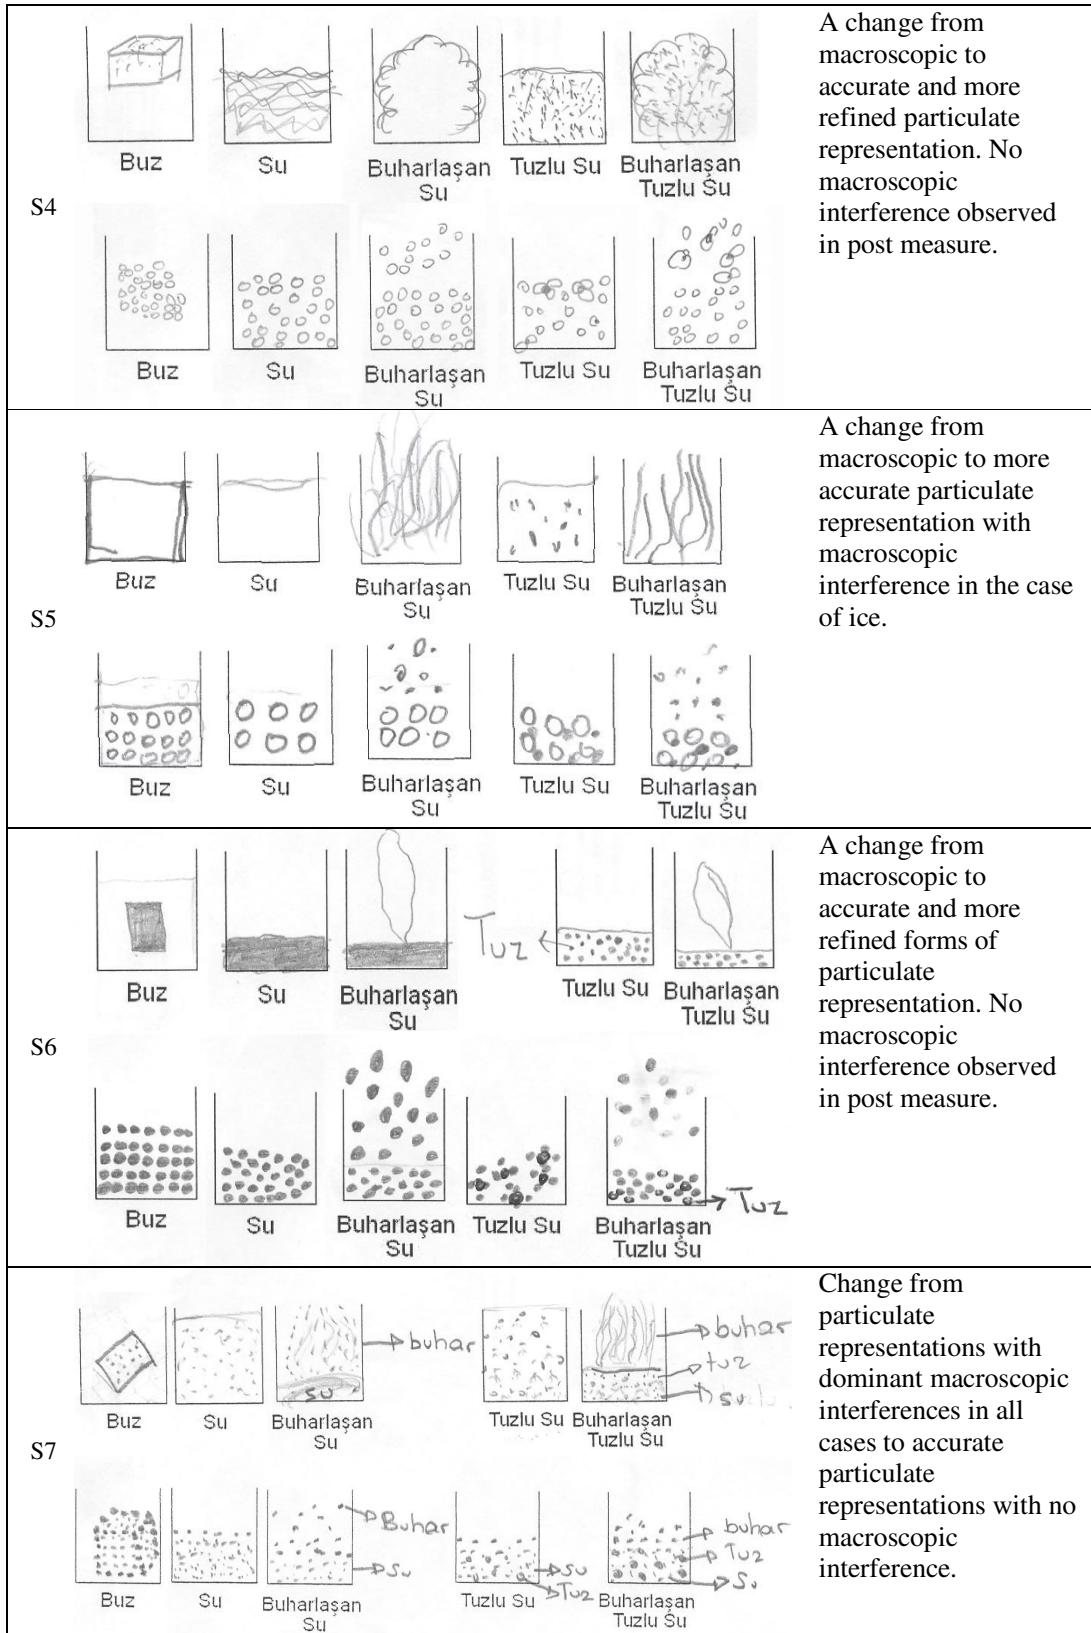 S4
Buz Su Buharlaşan Tuzlu Su Buharlaşan
Su Tuzlu Su
Buz Su Buharlaşan Tuzlu Su Buharlaşan
Su Tuzlu Su
A change from
macroscopic to
accurate and more
refined particulate
representation. No
macroscopic
interference observed
in post measure.
S5
Buz Su Buharlaşan Tuzlu Su Buharlaşan
Su Tuzlu Su
Buz Su Buharlaşan Tuzlu Su Buharlaşan
Su Tuzlu Su
A change from
macroscopic to more
accurate particulate
representation with
macroscopic
interference in the case
of ice.
S6
Tuz
Buz Su Buharlaşan Tuzlu Su Buharlaşan
Su Tuzlu Su
Tuz
Buz Su Buharlaşan Tuzlu Su Buharlaşan
Su Tuzlu Su
A change from
macroscopic to
accurate and more
refined forms of
particulate
representation. No
macroscopic
interference observed
in post measure.
S7
buhar
su
buhar
tuz
Buz Su Buharlaşan Tuzlu Su Buharlaşan
Su Tuzlu Su
Buhar
Su
su
Tuz
buhar
Tuz
Su
Buz Su Buharlaşan Tuzlu Su Buharlaşan
Su Tuzlu Su
Change from
particulate
representations with
dominant macroscopic
interferences in all
cases to accurate
particulate
representations with no
macroscopic
interference.